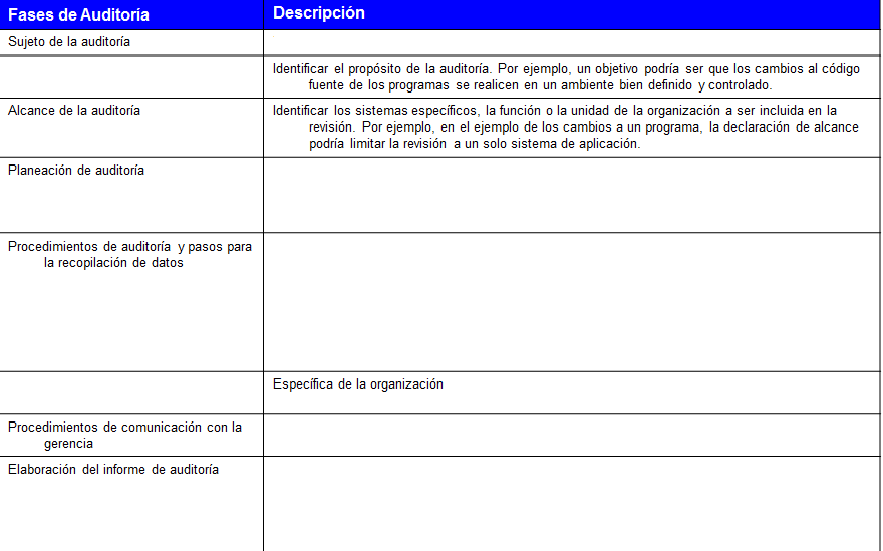 Fases de Auditoría
Descripción
Sujeto de la auditoría
Identificar el propósito de la auditoría. Por ejemplo, un objetivo podría ser que los cambios al código
fuente de los programas se realicen en un ambiente bien definido y controlado.
Alcance de la auditoría
Identificar los sistemas específicos, la función o la unidad de la organización a ser incluida en la
revisión. Por ejemplo, en el ejemplo de los cambios a un programa, la declaración de alcance
podría limitar la revisión a un solo sistema de aplicación.
Planeación de auditoría
Procedimientos de auditoría y pasos para
la recopilación de datos
Específica de la organización
Procedimientos de comunicación con la
gerencia
Elaboración del informe de auditoría